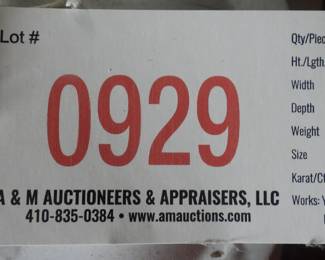 Lot #
0929
A & M AUCTIONEERS & APPRAISERS, LLC
410-835-0384 • www.amauctions.com
Qty/Piec
Ht./Lgth.
Width
Depth
Weight
Size
Karat/Ct
Works: Y